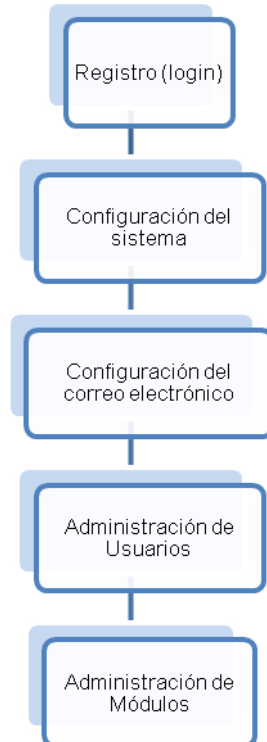 Registro (login)
Configuración del
sistema
Configuración del
correo electrónico
Administración de
Usuarios
Administración de
Módulos